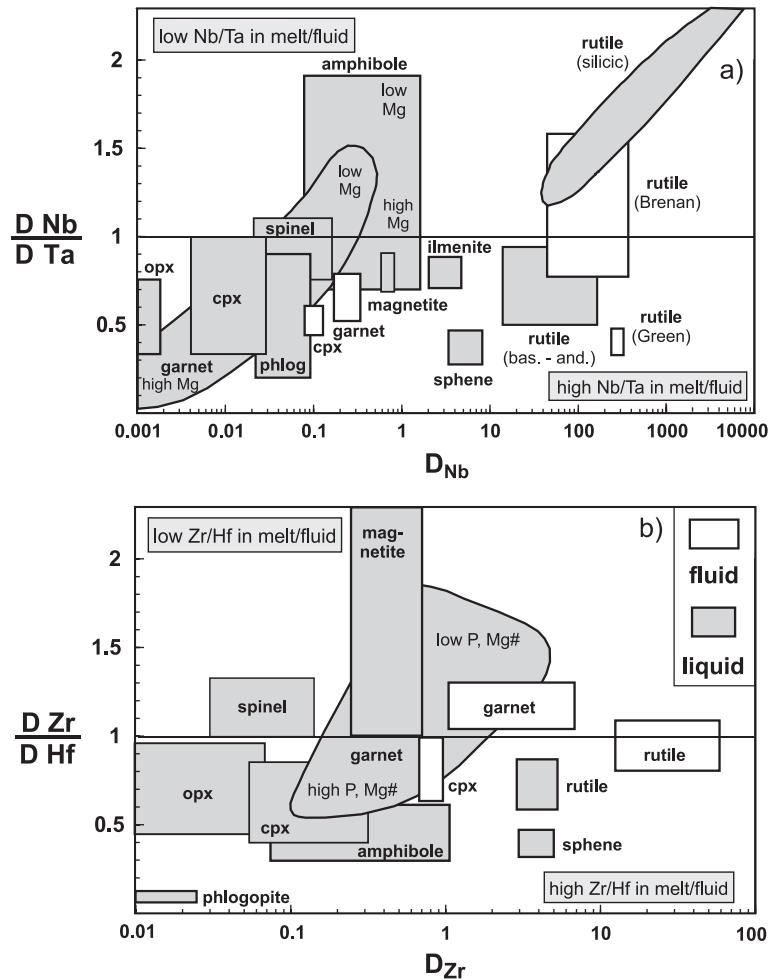 low Nb/Ta in melt/fluid
a)
rutile
(silicic)
amphibole
low
Mg
low
Mg
high
Mg
spinel
rutile
(Brenan)
ilmenite
opx
cpx
magnetite
garnet
cpx
rutile
(Green)
garnet
high Mg
phlog
rutile
(bas. - and.)
sphene
high Nb/Ta in melt/fluid
2
1.5
1
0.5
D Nb
D Ta
0.001
0.01
0.1
1
10
100
1000
10000
DNb
low Zr/Hf in melt/fluid
mag-
netite
b)
fluid
liquid
low P, Mg#
spinel
garnet
garnet
rutile
opx
high P, Mg#
cpx
rutile
cpx
amphibole
sphene
phlogopite
high Zr/Hf in melt/fluid
2
1.5
1
0.5
D Zr
D Hf
0.01
0.1
1
10
100
DZr